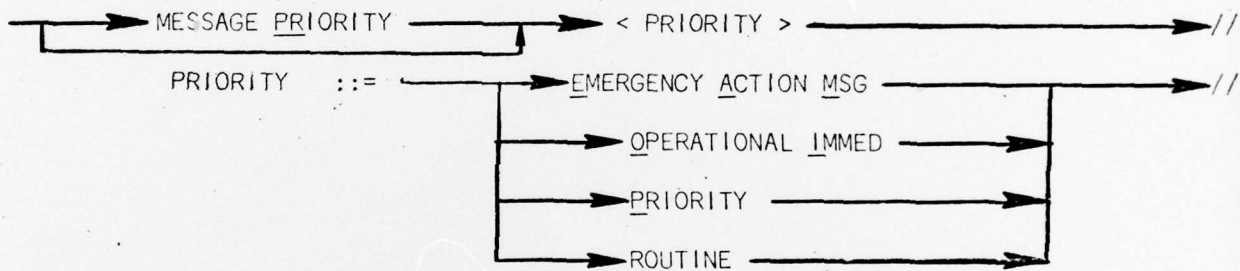 MESSAGE PRIORITY < PRIORITY > //
PRIORITY ::= EMERGENCY ACTION MSG //
OPERATIONAL IMMED
PRIORITY
ROUTINE